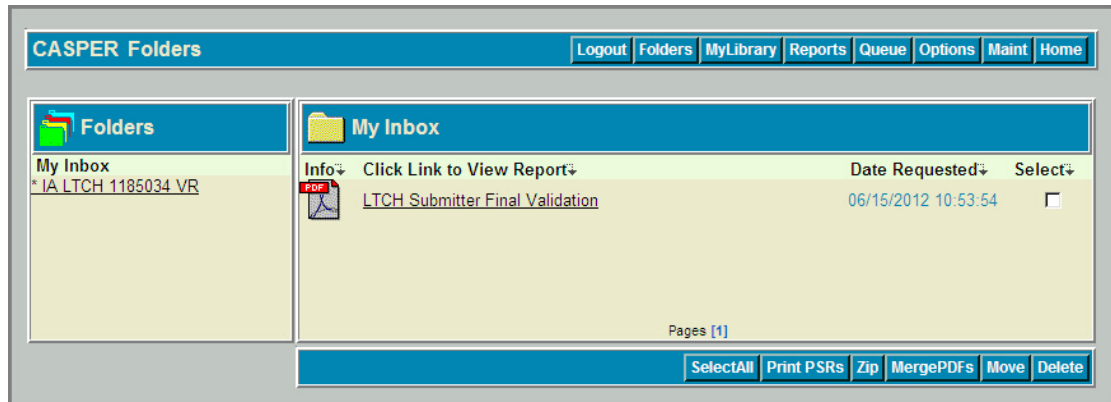 CASPER Folders
Logout Folders MyLibrary Reports Queue Options Maint Home
Folders
My Inbox
* IA LTCH 1185034 VR
My Inbox
Info Click Link to View Report Date Requested Select
PDF
LTCH Submitter Final Validation 06/15/2012 10:53:54
Pages [1]
SelectAll Print PSRs Zip MergePDFs Move Delete